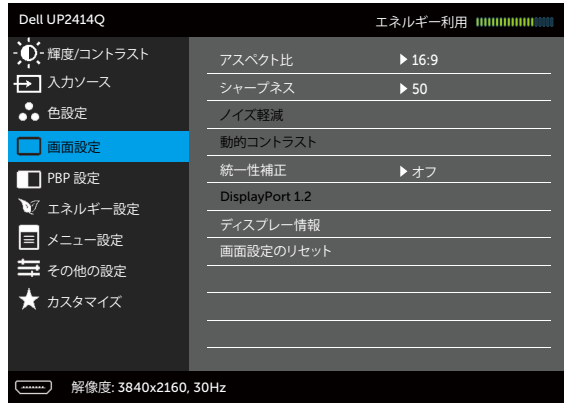 Dell UP2414Q
エネルギー利用
輝度/コントラスト
入力ソース
色設定
画面設定
PBP 設定
エネルギー設定
メニュー設定
その他の設定
カスタマイズ
アスペクト比 16:9
シャープネス 50
ノイズ軽減
動的コントラスト
統一性補正 オフ
DisplayPort 1.2
ディスプレー情報
画面設定のリセット
解像度: 3840x2160, 30Hz